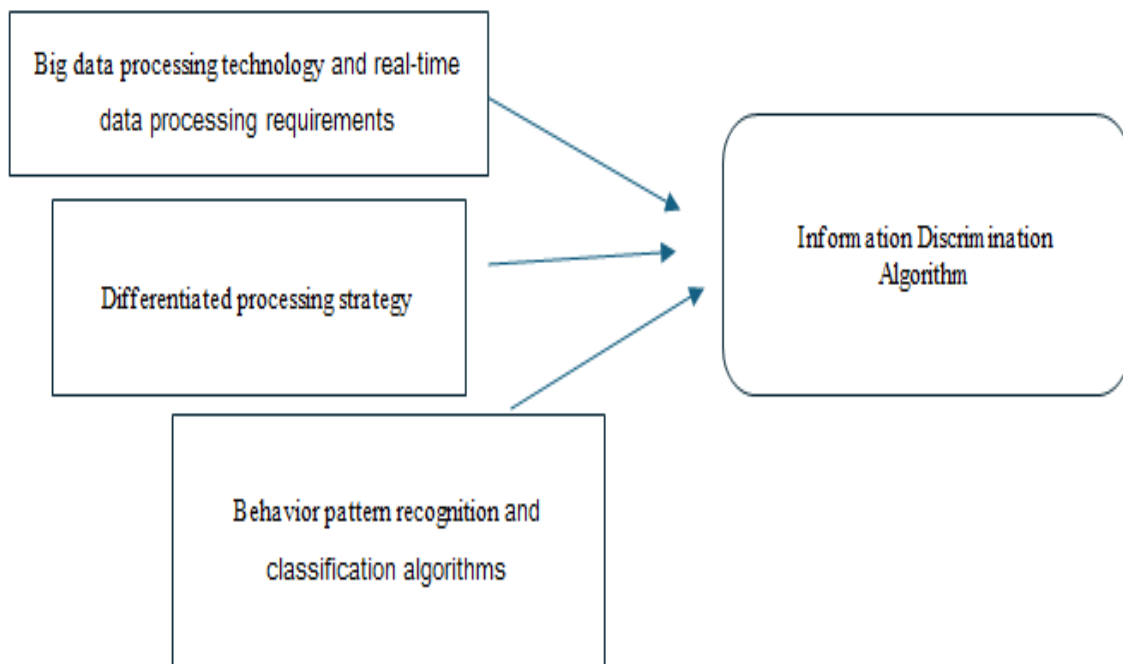 Big data processing technology and real-time
data processing requirements
Differentiated processing strategy
Behavior pattern recognition and
classification algorithms
Information Discrimination
Algorithm